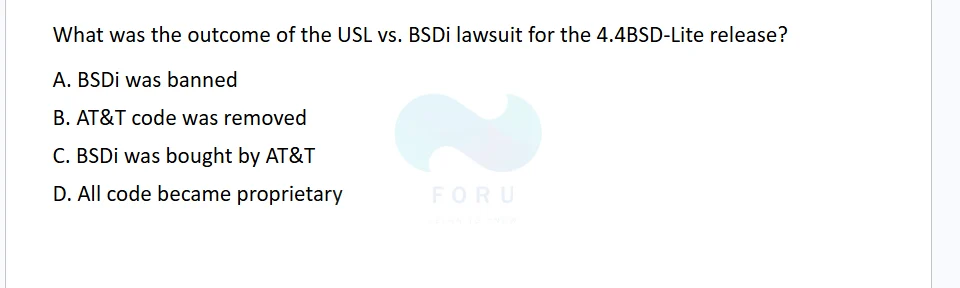 What was the outcome of the USL vs. BSDi lawsuit for the 4.4BSD-Lite release?
A. BSDi was banned
B. AT&T code was removed
C. BSDi was bought by AT&T
D. All code became proprietary
FORU